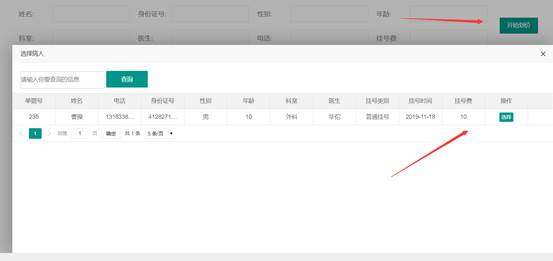 姓名: 身份证号: 性别: 年龄: 开始划价
科室: 医生: 电话: 挂号费:
选择病人 ×
请输入你要查询的信息 查询
单据号 姓名 电话 身份证号 性别 年龄 科室 医生 挂号类别 挂号时间 挂号费 操作
235 曹操 1318338... 4128271... 男 10 外科 华佗 普通挂号 2019-11-18 10 选择
< 1 > 到第 1 页 确定 共 1 条 5 条/页